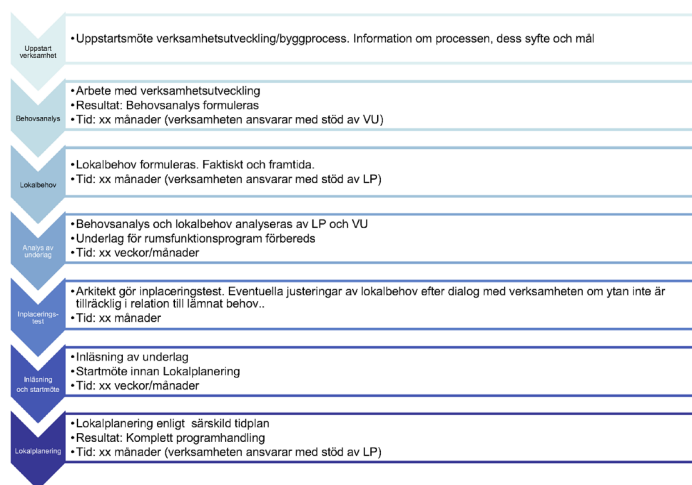 Uppstart
verksamhet
•Uppstartsmöte verksamhetsutveckling/byggprocess. Information om processen, dess syfte och mål
Behovsanalys
•Arbete med verksamhetsutveckling
•Resultat: Behovsanalys formuleras
•Tid: xx månader (verksamheten ansvarar med stöd av VU)
Lokalbehov
•Lokalbehov formuleras. Faktiskt och framtida.
•Tid: xx månader (verksamheten ansvarar med stöd av LP)
Analys av
underlag
•Behovsanalys och lokalbehov analyseras av LP och VU
•Underlag för rumsfunktionsprogram förbereds
•Tid: xx veckor/månader
Inplacerings-
test
•Arkitekt gör inplaceringstest. Eventuella justeringar av lokalbehov efter dialog med verksamheten om ytan inte är
tillräcklig i relation till lämnat behov..
•Tid: xx månader
Inläsning
och startmöte
•Inläsning av underlag
•Startmöte innan Lokalplanering
•Tid: xx veckor/månader
Lokalplanering
•Lokalplanering enligt  särskild tidplan
•Resultat: Komplett programhandling
•Tid: xx månader (verksamheten ansvarar med stöd av LP)